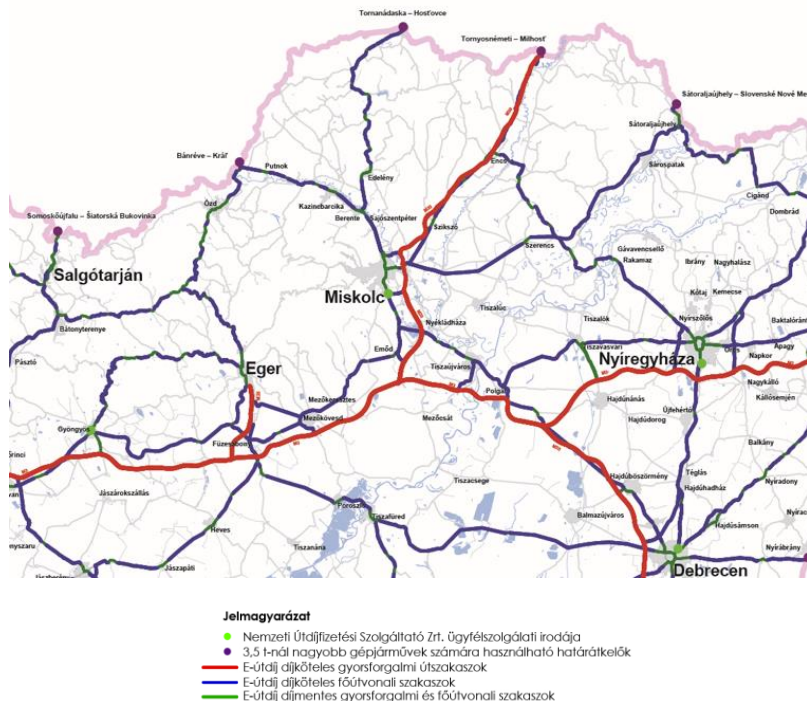 Tornanádaska – Hosťovce
Tornyosnémeti – Milhosť
Sátoraljaújhely – Slovenské Nové Me
Sátoraljaújhely
Bánréve – Kráľ
Putnok
Encs
Sárospatak
Edelény
Cigánd
Ózd
Kazincbarcika
Dombrád
Somoskőújfalu – Šiatorská Bukovinka
Berente
Sajószentpéter
Szikszó
Szerencs
Gávavencsellő
Rakamaz
Ibrány
Nagyhalász
Salgótarján
Miskolc
Kótaj
Kemecse
Tiszalúc
Tiszalök
Nyírszőlős
Baktalóránt
Bátonyterenye
Nyékládháza
Pásztó
Emőd
Tiszavasvári
Nyíregyháza
Apagy
Napkor
Eger
Tiszaújváros
Polgár
Nagykálló
Kállósemjén
Mezőkeresztes
Mezőkövesd
Mezőcsát
Hajdúnánás
Hajdúdorog
Újfehértó
Gyöngyös
Füzesabony
Balkány
Jászárokszállás
Tiszacsege
Hajdúböszörmény
Téglás
Hajdúhadház
Nyíradony
Poroszló
Tiszafüred
Balmazújváros
Hajdúsámson
Heves
Tiszanána
Nyírábrány
Jászapáti
Debrecen
Jelmagyarázat
Nemzeti Útdíjfizetési Szolgáltató Zrt. ügyfélszolgálati irodája
3,5 t-nál nagyobb gépjárművek számára használható határátkelők
E-útdíj díjköteles gyorsforgalmi útszakaszok
E-útdíj díjköteles főútvonali szakaszok
E-útdíj díjmentes gyorsforgalmi és főútvonali szakaszok